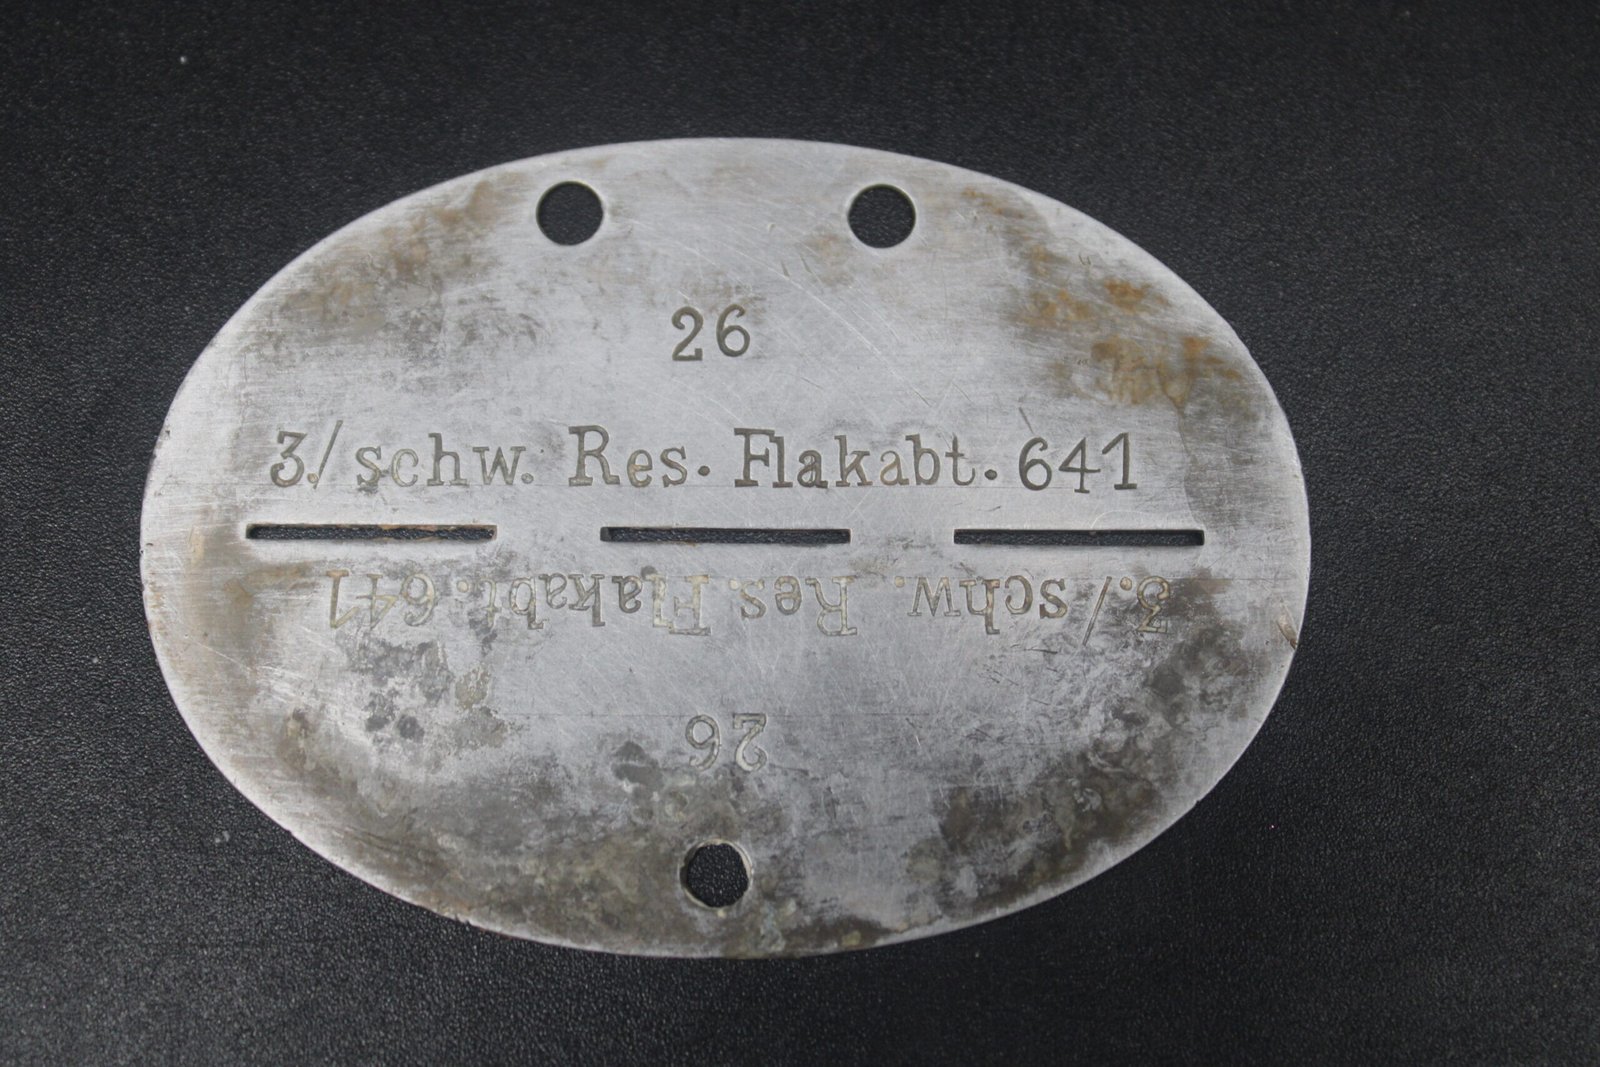 26
3./schw. Res. Flakabt. 641
3./schw. Res. Flakabt. 641
26